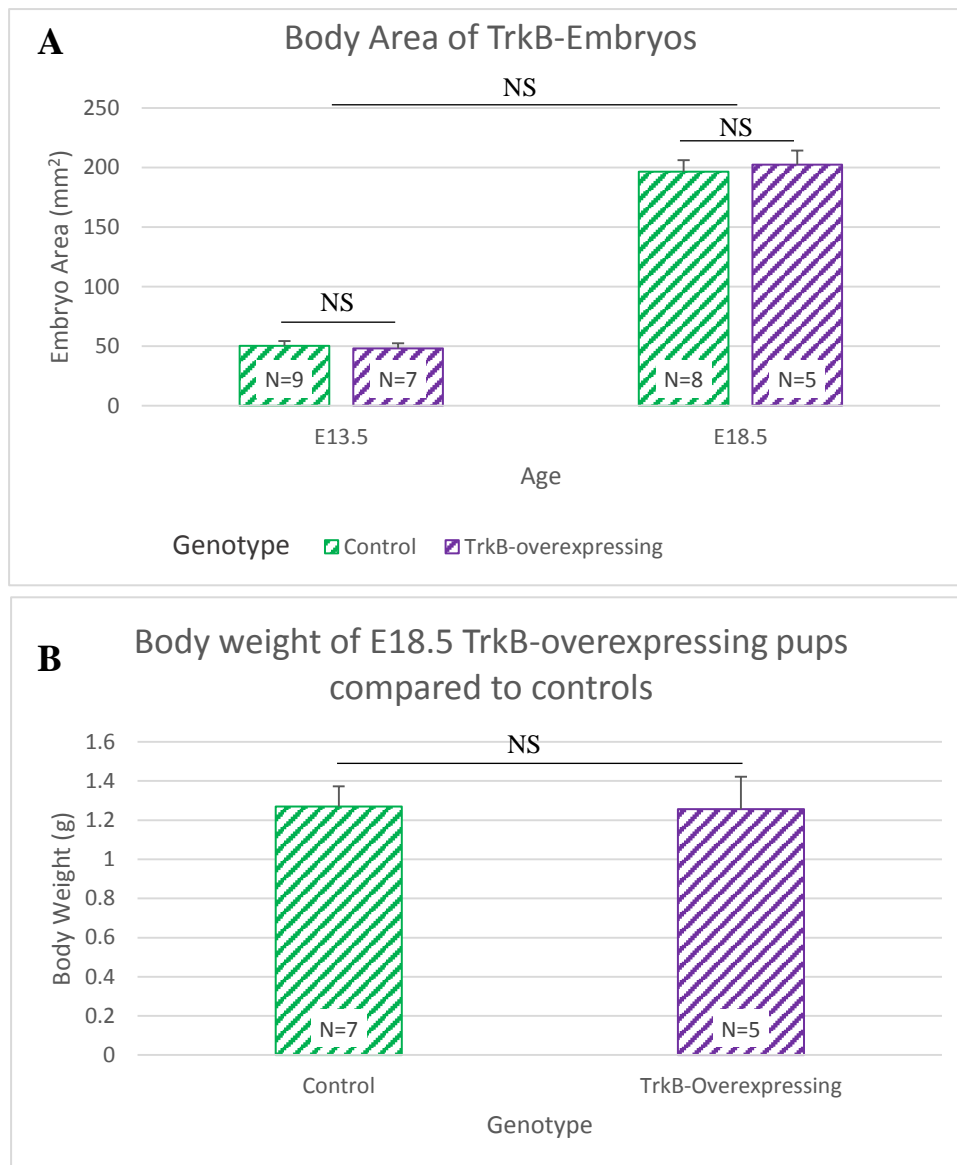 A
Body Area of TrkB-Embryos
NS
NS
NS
250
200
150
100
50
0
Embryo Area (mm²)
N=9
N=7
N=8
N=5
E13.5
E18.5
Age
Genotype
Control
TrkB-overexpressing
B
Body weight of E18.5 TrkB-overexpressing pups
compared to controls
NS
1.6
1.4
1.2
1
0.8
0.6
0.4
0.2
0
Body Weight (g)
N=7
N=5
Control
TrkB-Overexpressing
Genotype